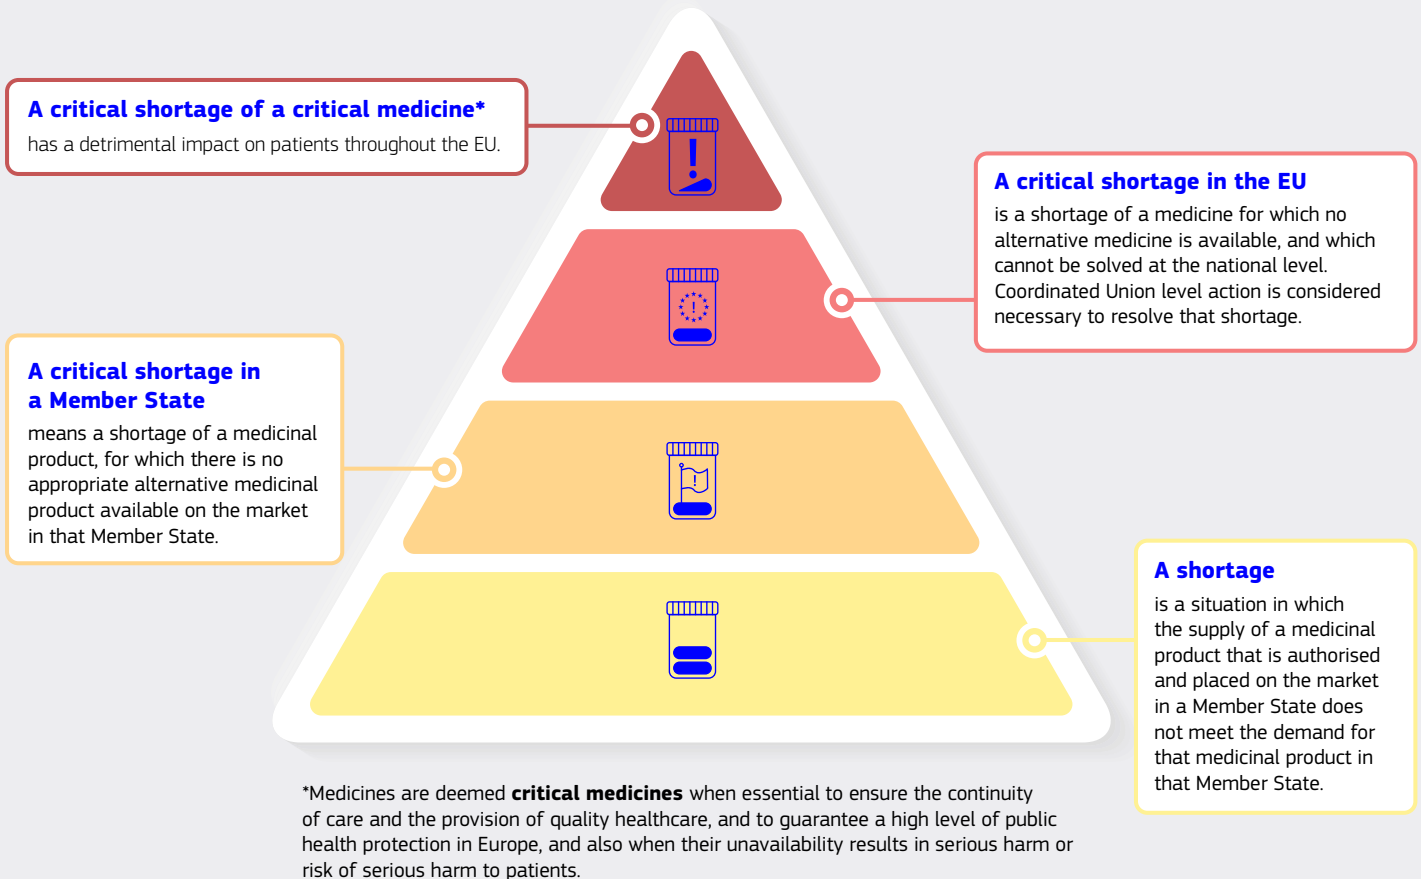 A critical shortage of a critical medicine*
has a detrimental impact on patients throughout the EU.
A critical shortage in the EU
is a shortage of a medicine for which no
alternative medicine is available, and which
cannot be solved at the national level.
Coordinated Union level action is considered
necessary to resolve that shortage.
A critical shortage in
a Member State
means a shortage of a medicinal
product, for which there is no
appropriate alternative medicinal
product available on the market
in that Member State.
A shortage
is a situation in which
the supply of a medicinal
product that is authorised
and placed on the market
in a Member State does
not meet the demand for
that medicinal product in
that Member State.
*Medicines are deemed critical medicines when essential to ensure the continuity
of care and the provision of quality healthcare, and to guarantee a high level of public
health protection in Europe, and also when their unavailability results in serious harm or
risk of serious harm to patients.